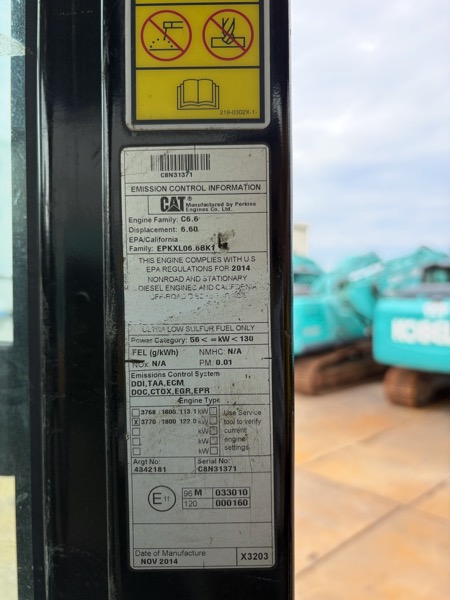 219-0302X-1
C8N31371
EMISSION CONTROL INFORMATION
CAT Manufactured by Perkins
Engines Co. Ltd.
Engine Family: C6.6
Displacement: 6.60
EPA/California
Family: EPKXL06.6BK1
THIS ENGINE COMPLIES WITH U.S
EPA REGULATIONS FOR 2014
NONROAD AND STATIONARY
DIESEL ENGINES AND CALIFORNIA
OFF-ROAD
ULTRA LOW SULFUR FUEL ONLY
Power Category: 56 < = kW < 130
FEL (g/kWh) NMHC: N/A
NOx: N/A PM: 0.01
Emissions Control System
DDI,TAA,ECM
DOC,CTOX,EGR,EPR
Engine Type
3768 1800 113.1 kW
X 3770 1800 122.0 kW
kW
kW
kW
Use Service
tool to verify
current
engine
settings
Argt No: Serial No:
4342181 C8N31371
E 11
96 M 033010
120 000160
Date of Manufacture
NOV 2014 X3203
KOBELCO